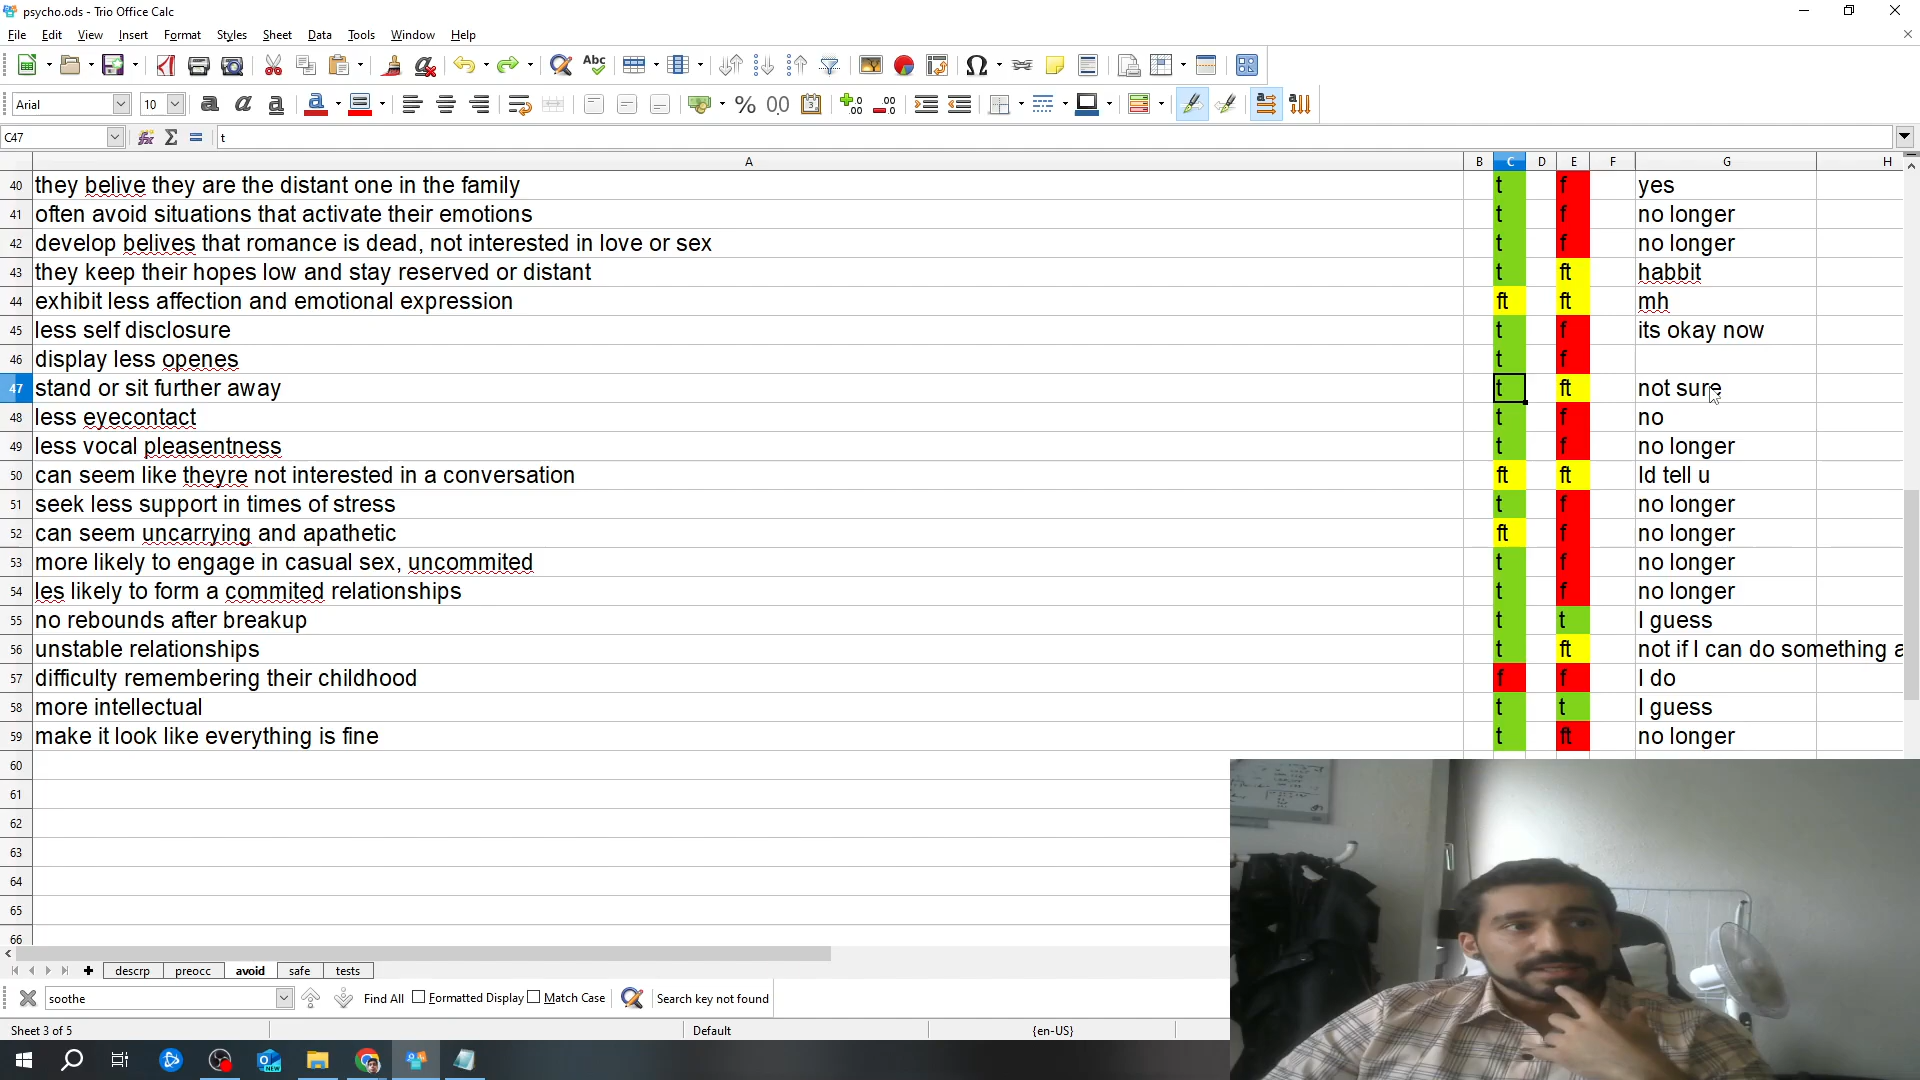 psycho.ods - Trio Office Calc
File Edit View Insert Format Styles Sheet Data Tools Window Help
Arial 10
C47 t
A B C D E F G H
40 they belive they are the distant one in the family t f yes
41 often avoid situations that activate their emotions t f no longer
42 develop belives that romance is dead, not interested in love or sex t f no longer
43 they keep their hopes low and stay reserved or distant t ft habbit
44 exhibit less affection and emotional expression ft ft mh
45 less self disclosure t f its okay now
46 display less openes t f
47 stand or sit further away t ft not sure
48 less eyecontact t f no
49 less vocal pleasentness t f no longer
50 can seem like theyre not interested in a conversation ft ft Id tell u
51 seek less support in times of stress t f no longer
52 can seem uncarrying and apathetic ft f no longer
53 more likely to engage in casual sex, uncommited t f no longer
54 les likely to form a commited relationships t f no longer
55 no rebounds after breakup t t I guess
56 unstable relationships t ft not if I can do something a
57 difficulty remembering their childhood f f I do
58 more intellectual t t I guess
59 make it look like everything is fine t ft no longer
60
61
62
63
64
65
66
descrp preocc avoid safe tests
soothe Find All Formatted Display Match Case Search key not found
Sheet 3 of 5 Default {en-US}